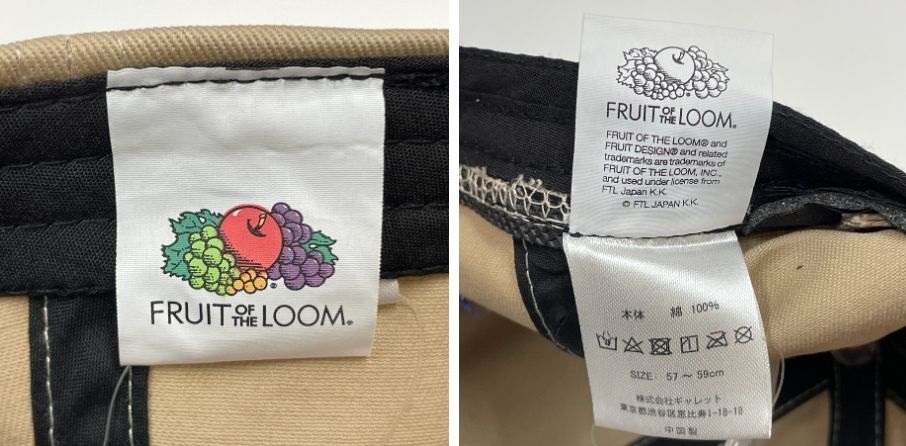 FRUIT OF THE LOOM®
FRUIT OF THE LOOM®
FRUIT OF THE LOOM® and
FRUIT DESIGN® and related
trademarks are trademarks of
FRUIT OF THE LOOM, INC.,
and used under license from
FTL Japan K.K.
© FTL JAPAN K.K.
本体 綿 100%
SIZE: 57～59cm
株式会社ギャレット
東京都渋谷区恵比寿1-18-18
中国製